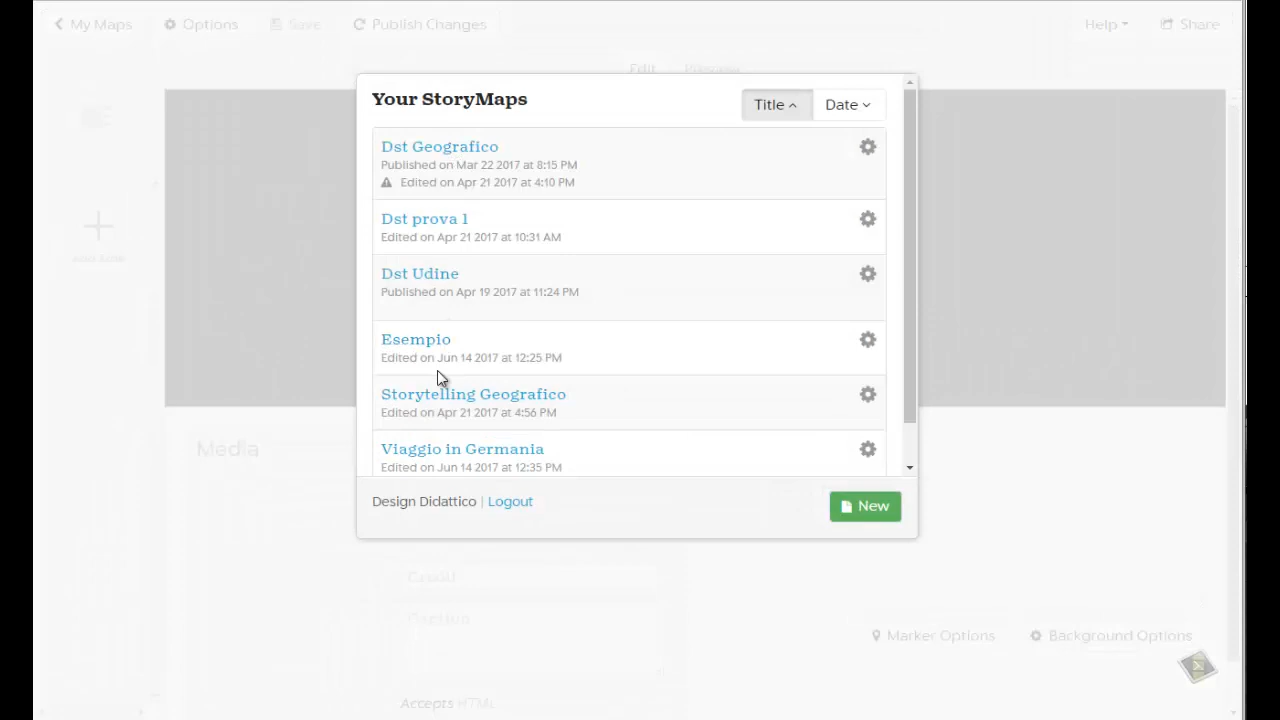 My Maps Options Save Publish Changes Help Share
Edit Preview
Your StoryMaps
Title Date
Dst Geografico
Published on Mar 22 2017 at 8:15 PM
Edited on Apr 21 2017 at 4:10 PM
Dst prova 1
Edited on Apr 21 2017 at 10:31 AM
Dst Udine
Published on Apr 19 2017 at 11:24 PM
Esempio
Edited on Jun 14 2017 at 12:25 PM
Storytelling Geografico
Edited on Apr 21 2017 at 4:56 PM
Viaggio in Germania
Edited on Jun 14 2017 at 12:35 PM
Media
Design Didattico | Logout
New
Credit
Caption
Marker Options Background Options
Accepts HTML